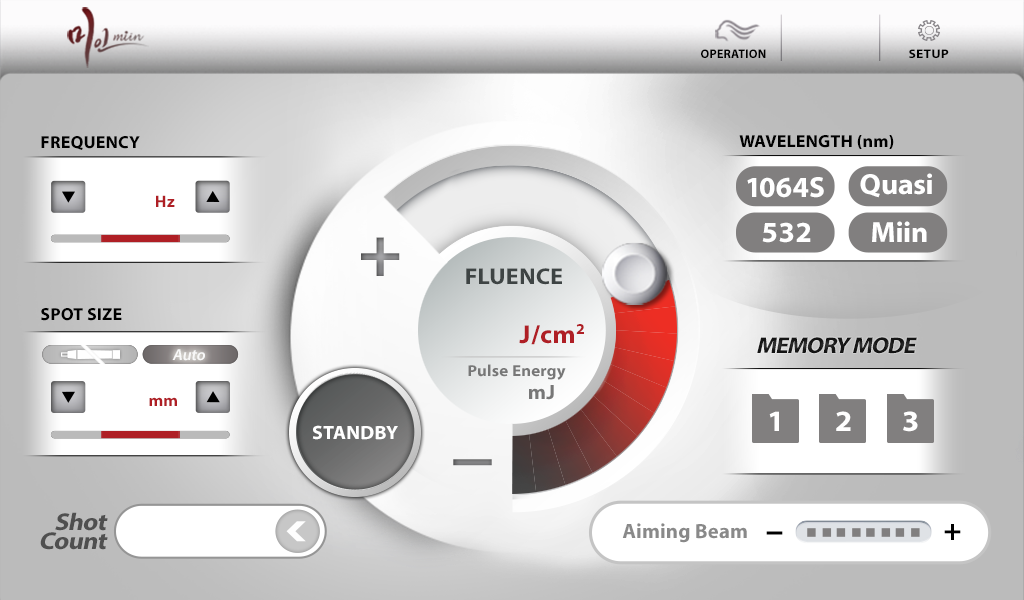 미인 miin
OPERATION
SETUP
FREQUENCY
Hz
SPOT SIZE
Auto
mm
Shot
Count
+
FLUENCE
J/cm²
Pulse Energy
mJ
STANDBY
−
WAVELENGTH (nm)
1064S Quasi
532 Miin
MEMORY MODE
1 2 3
Aiming Beam − +